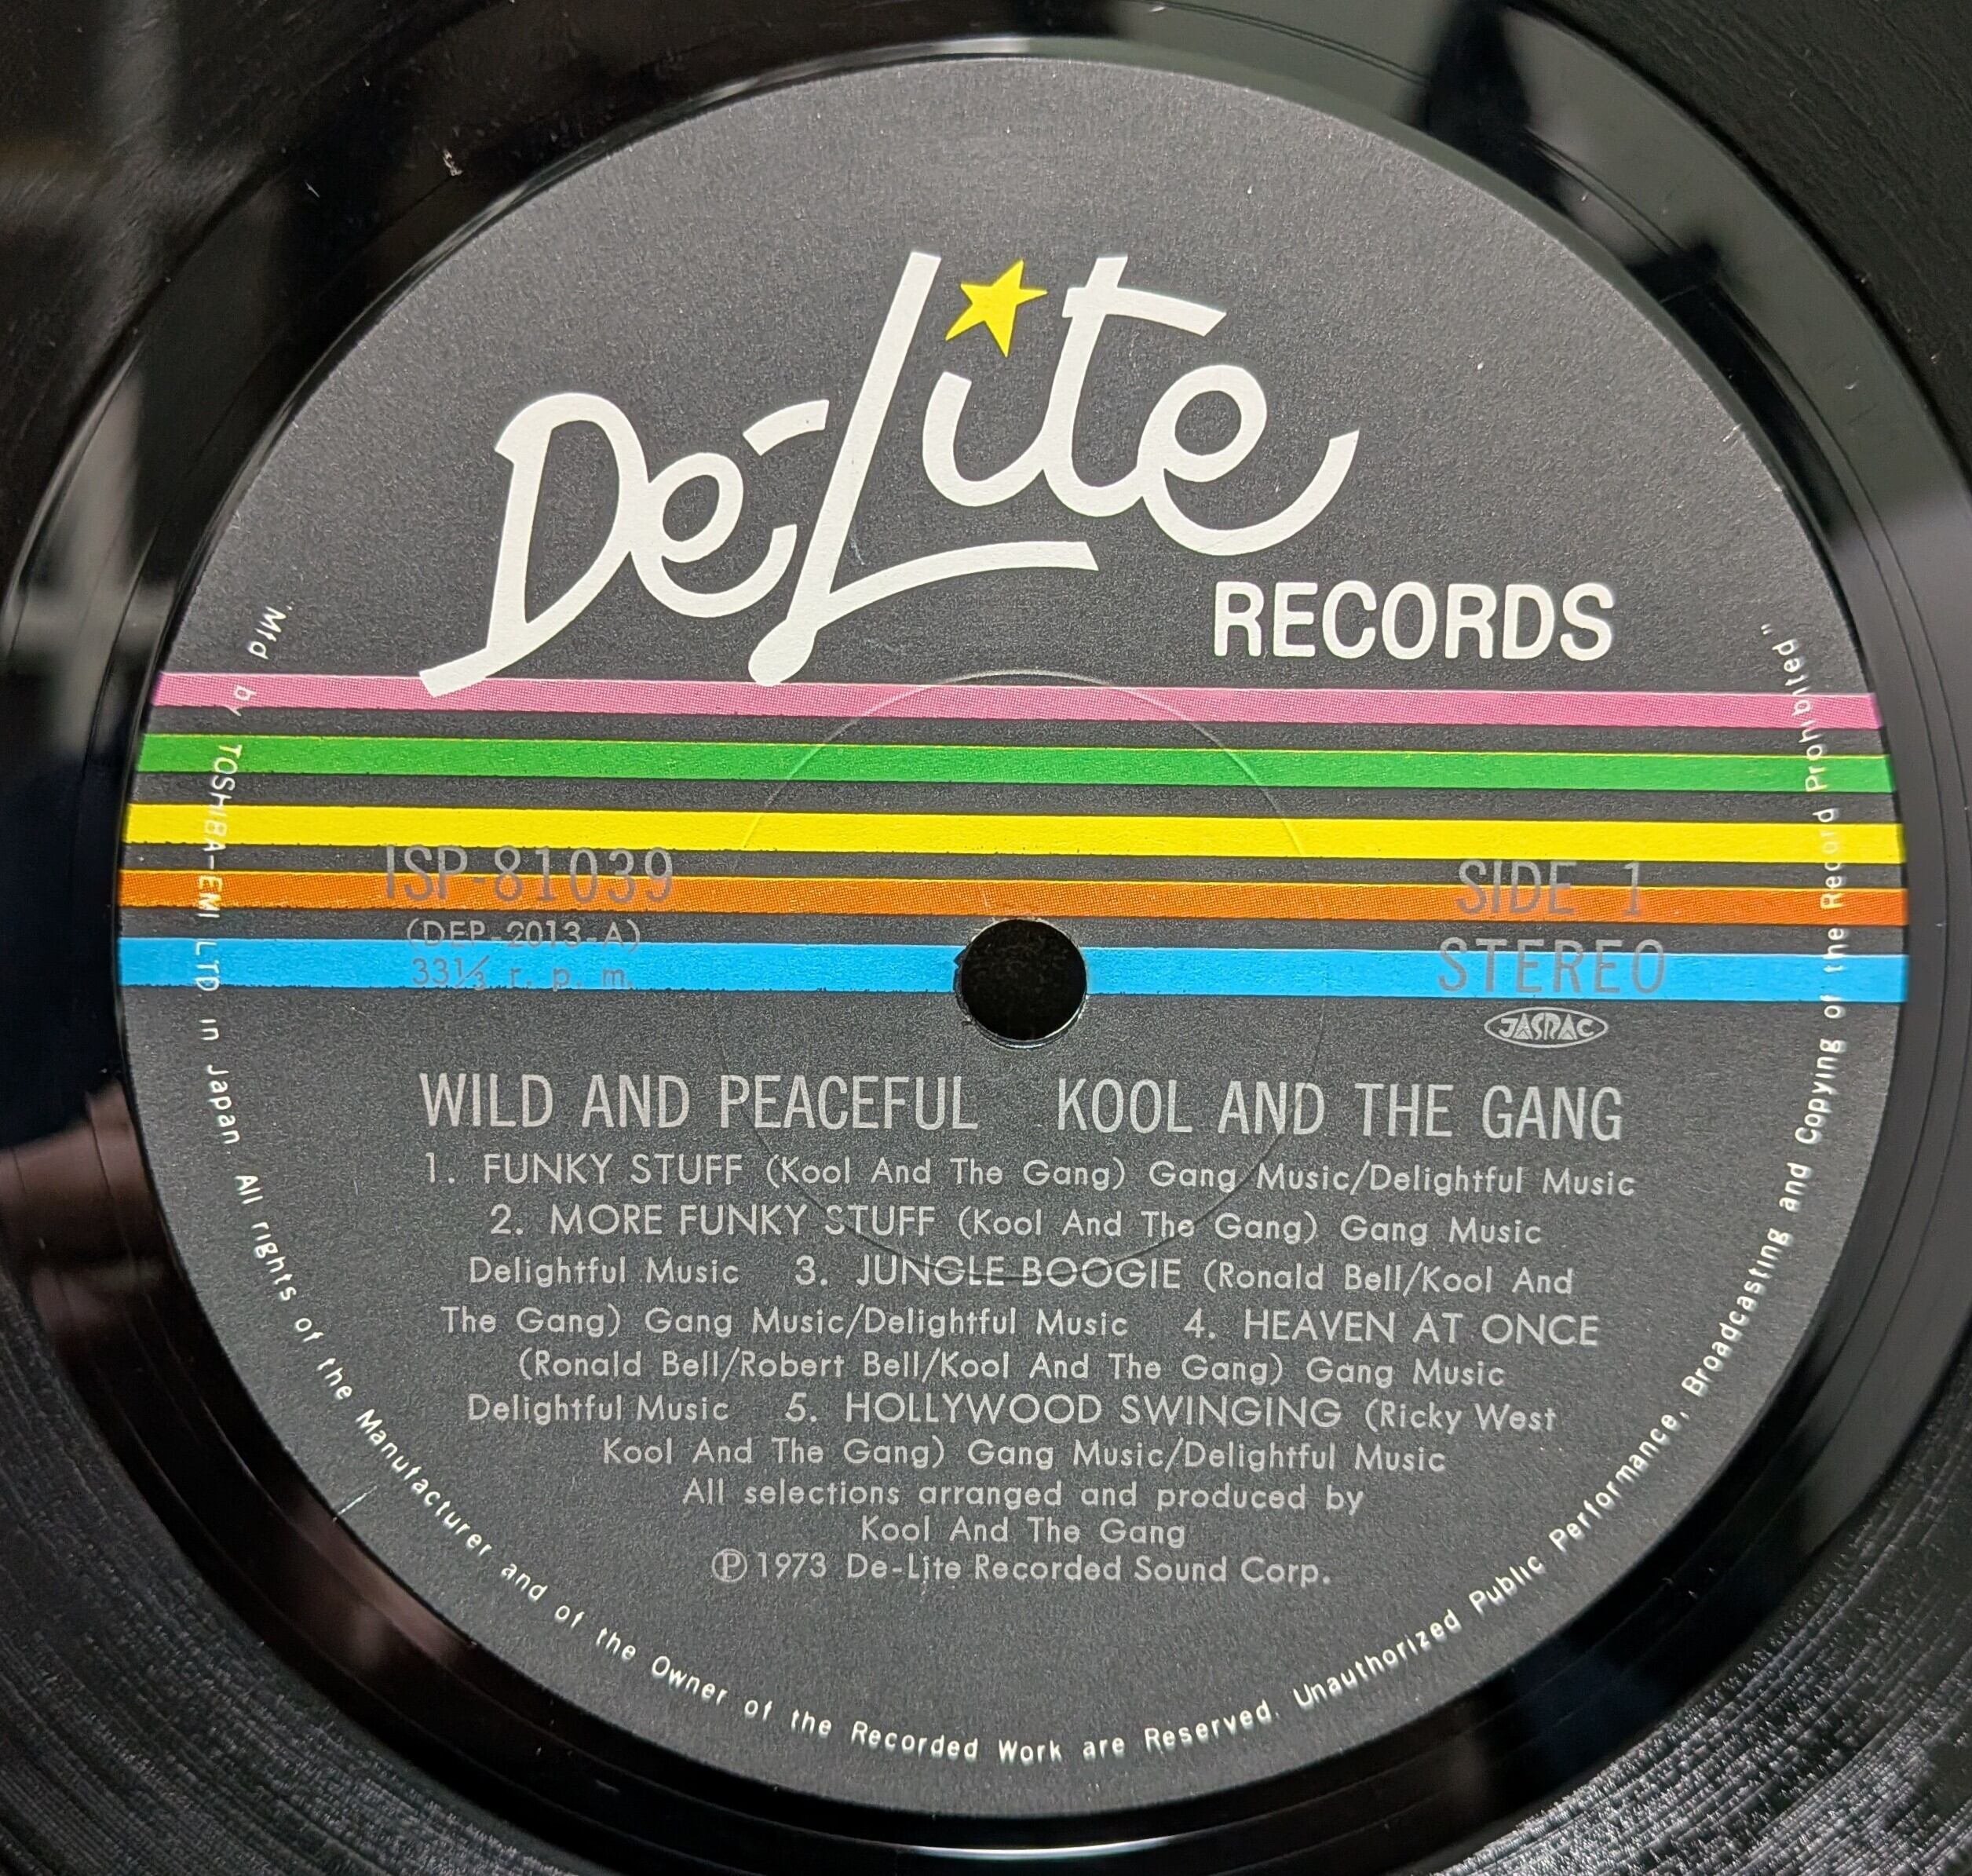 De-Lite
RECORDS
ISP-81039
SIDE 1
(DEP-2013-A)
STEREO
33⅓ r. p. m.
JASRAC
WILD AND PEACEFUL KOOL AND THE GANG
1. FUNKY STUFF (Kool And The Gang) Gang Music/Delightful Music
2. MORE FUNKY STUFF (Kool And The Gang) Gang Music
Delightful Music 3. JUNGLE BOOGIE (Ronald Bell/Kool And
The Gang) Gang Music/Delightful Music 4. HEAVEN AT ONCE
(Ronald Bell/Robert Bell/Kool And The Gang) Gang Music
Delightful Music 5. HOLLYWOOD SWINGING (Ricky West
Kool And The Gang) Gang Music/Delightful Music
All selections arranged and produced by
Kool And The Gang
Ⓟ1973 De-Lite Recorded Sound Corp.
"Mfd by TOSHIBA-EMI LTD. in Japan. All rights of the Manufacturer and of the Owner of the Recorded Work are Reserved. Unauthorized Public Performance, Broadcasting and Copying of the Record Prohibited"